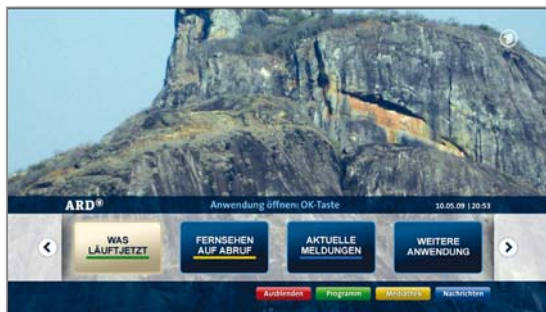 ARD
Anwendung öffnen: OK-Taste
10.05.09 | 20:53
WAS
LÄUFTJETZT
FERNSEHEN
AUF ABRUF
AKTUELLE
MELDUNGEN
WEITERE
ANWENDUNG
Ausblenden Programm Mediathek Nachrichten